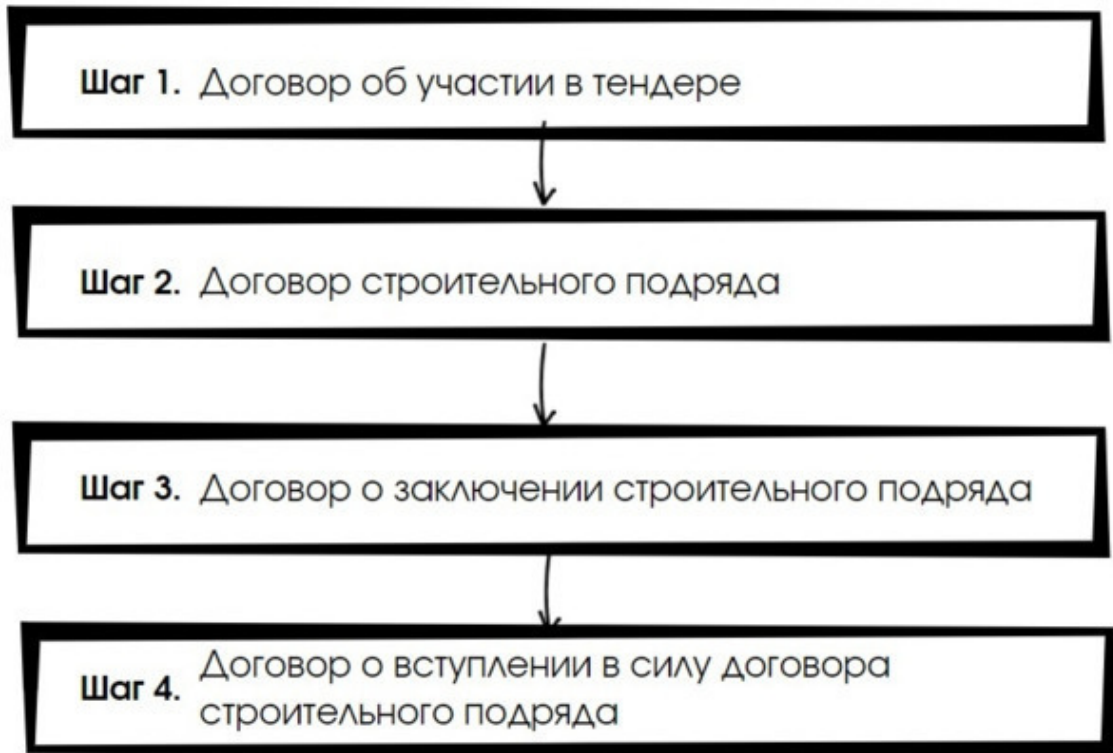 Шаг 1. Договор об участии в тендере
Шаг 2. Договор строительного подряда
Шаг 3. Договор о заключении строительного подряда
Шаг 4. Договор о вступлении в силу договора
строительного подряда